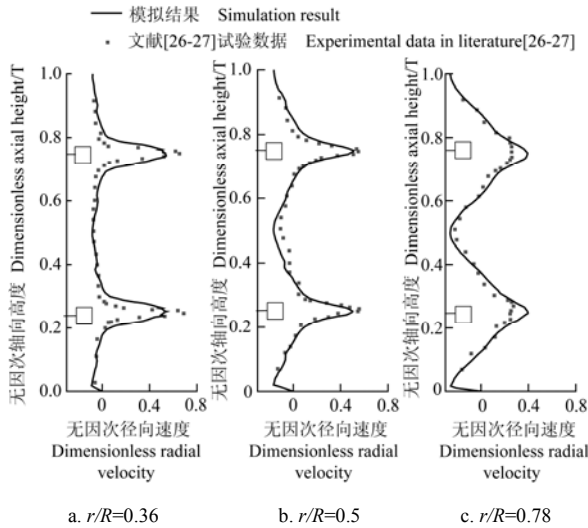 模拟结果 Simulation result
文献[26-27]试验数据 Experimental data in literature[26-27]
无因次轴向高度 Dimensionless axial height/T
1.0
0.8
0.6
0.4
0.2
0.0
0 0.4 0.8
无因次径向速度
Dimensionless radial
velocity
a. r/R=0.36
无因次轴向高度 Dimensionless axial height/T
1.0
0.8
0.6
0.4
0.2
0
0 0.4 0.8
无因次径向速度
Dimensionless radial
velocity
b. r/R=0.5
无因次轴向高度 Dimensionless axial height/T
1.0
0.8
0.6
0.4
0.2
0
0 0.4 0.8
无因次径向速度
Dimensionless radial
velocity
c. r/R=0.78